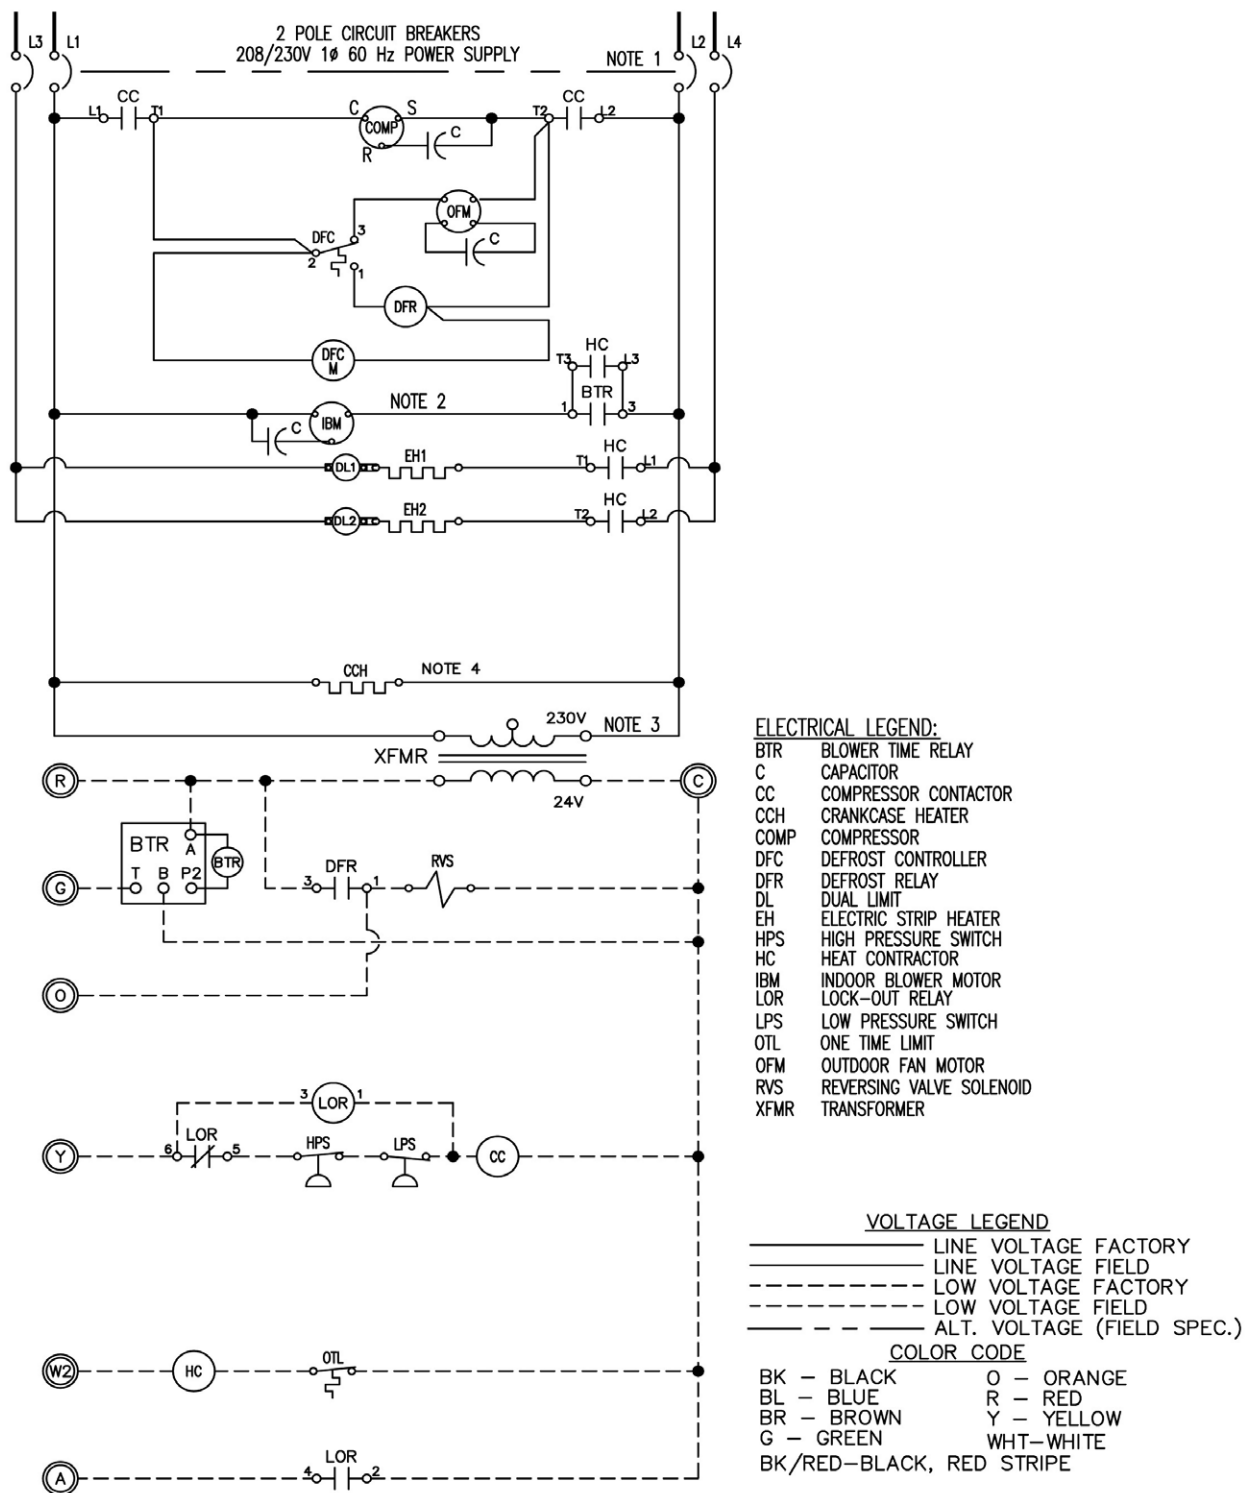 L3 L1 2 POLE CIRCUIT BREAKERS L2 L4
208/230V 1ø 60 Hz POWER SUPPLY NOTE 1
CC CC
L1 T1 C S T2 L2
COMP
C
R
OFM
DFC 3
C
2
1
DFR
DFC
M
HC
T3 L3
BTR
NOTE 2
1 3
IBM
C
EH1 HC
DL1 T1 L1
EH2 HC
DL2 T2 L2
CCH NOTE 4
230V NOTE 3
XFMR
R C
24V
BTR A
BTR
T B P2
G
DFR RVS
3 1
O
3 LOR 1
LOR HPS LPS
Y 6 5 CC
OTL
W2 HC
LOR
A 4 2
ELECTRICAL LEGEND:
BTR BLOWER TIME RELAY
C CAPACITOR
CC COMPRESSOR CONTACTOR
CCH CRANKCASE HEATER
COMP COMPRESSOR
DFC DEFROST CONTROLLER
DFR DEFROST RELAY
DL DUAL LIMIT
EH ELECTRIC STRIP HEATER
HPS HIGH PRESSURE SWITCH
HC HEAT CONTRACTOR
IBM INDOOR BLOWER MOTOR
LOR LOCK-OUT RELAY
LPS LOW PRESSURE SWITCH
OTL ONE TIME LIMIT
OFM OUTDOOR FAN MOTOR
RVS REVERSING VALVE SOLENOID
XFMR TRANSFORMER
VOLTAGE LEGEND
LINE VOLTAGE FACTORY
LINE VOLTAGE FIELD
LOW VOLTAGE FACTORY
LOW VOLTAGE FIELD
ALT. VOLTAGE (FIELD SPEC.)
COLOR CODE
BK - BLACK O - ORANGE
BL - BLUE R - RED
BR - BROWN Y - YELLOW
G - GREEN WHT-WHITE
BK/RED-BLACK, RED STRIPE